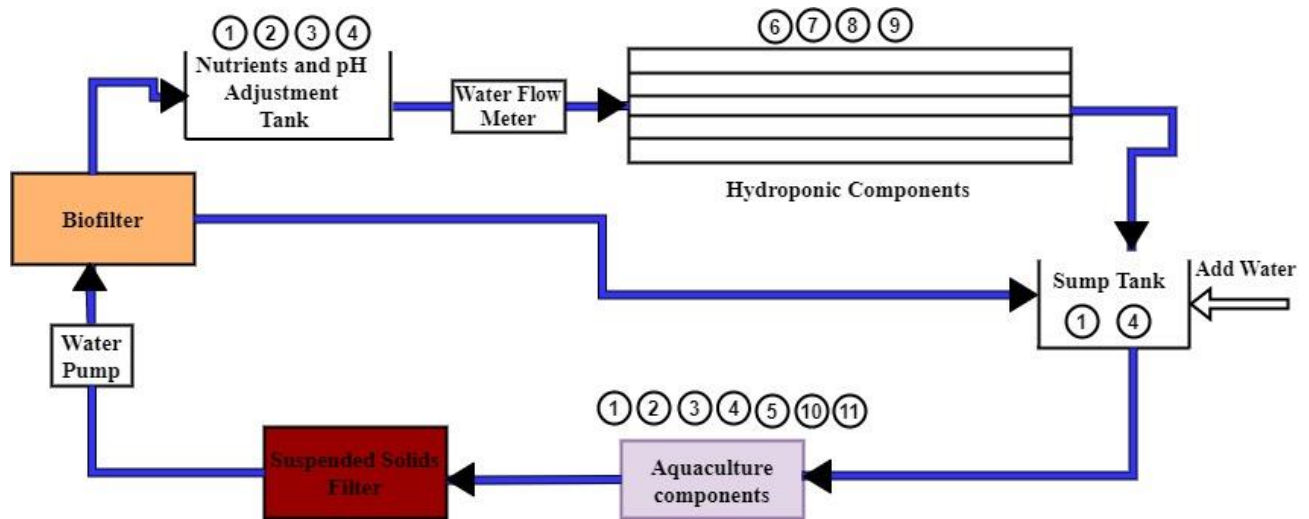 ① ② ③ ④
Nutrients and pH
Adjustment
Tank
Water Flow
Meter
⑥ ⑦ ⑧ ⑨
Hydroponic Components
Biofilter
Sump Tank
① ④
Add Water
Water
Pump
① ② ③ ④ ⑤ ⑩ ⑪
Aquaculture
components
Suspended Solids
Filter